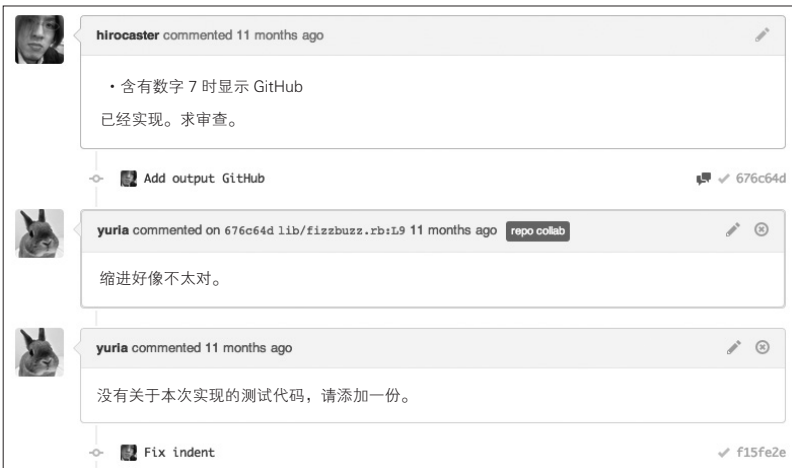 hirocaster commented 11 months ago
• 含有数字 7 时显示 GitHub
已经实现。求审查。
Add output GitHub 676c64d
yuria commented on 676c64d lib/fizzbuzz.rb:L9 11 months ago repo collab
缩进好像不太对。
yuria commented 11 months ago
没有关于本次实现的测试代码，请添加一份。
Fix indent f15fe2e